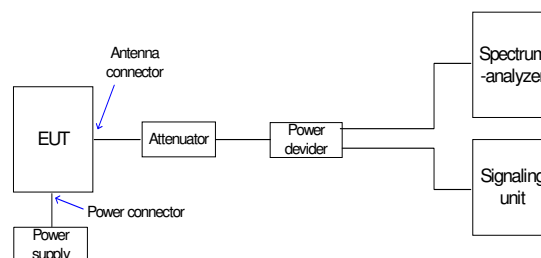 Antenna
connector
Spectrum
-analyzer
EUT
Attenuator
Power
devider
Signaling
unit
Power connector
Power
supply